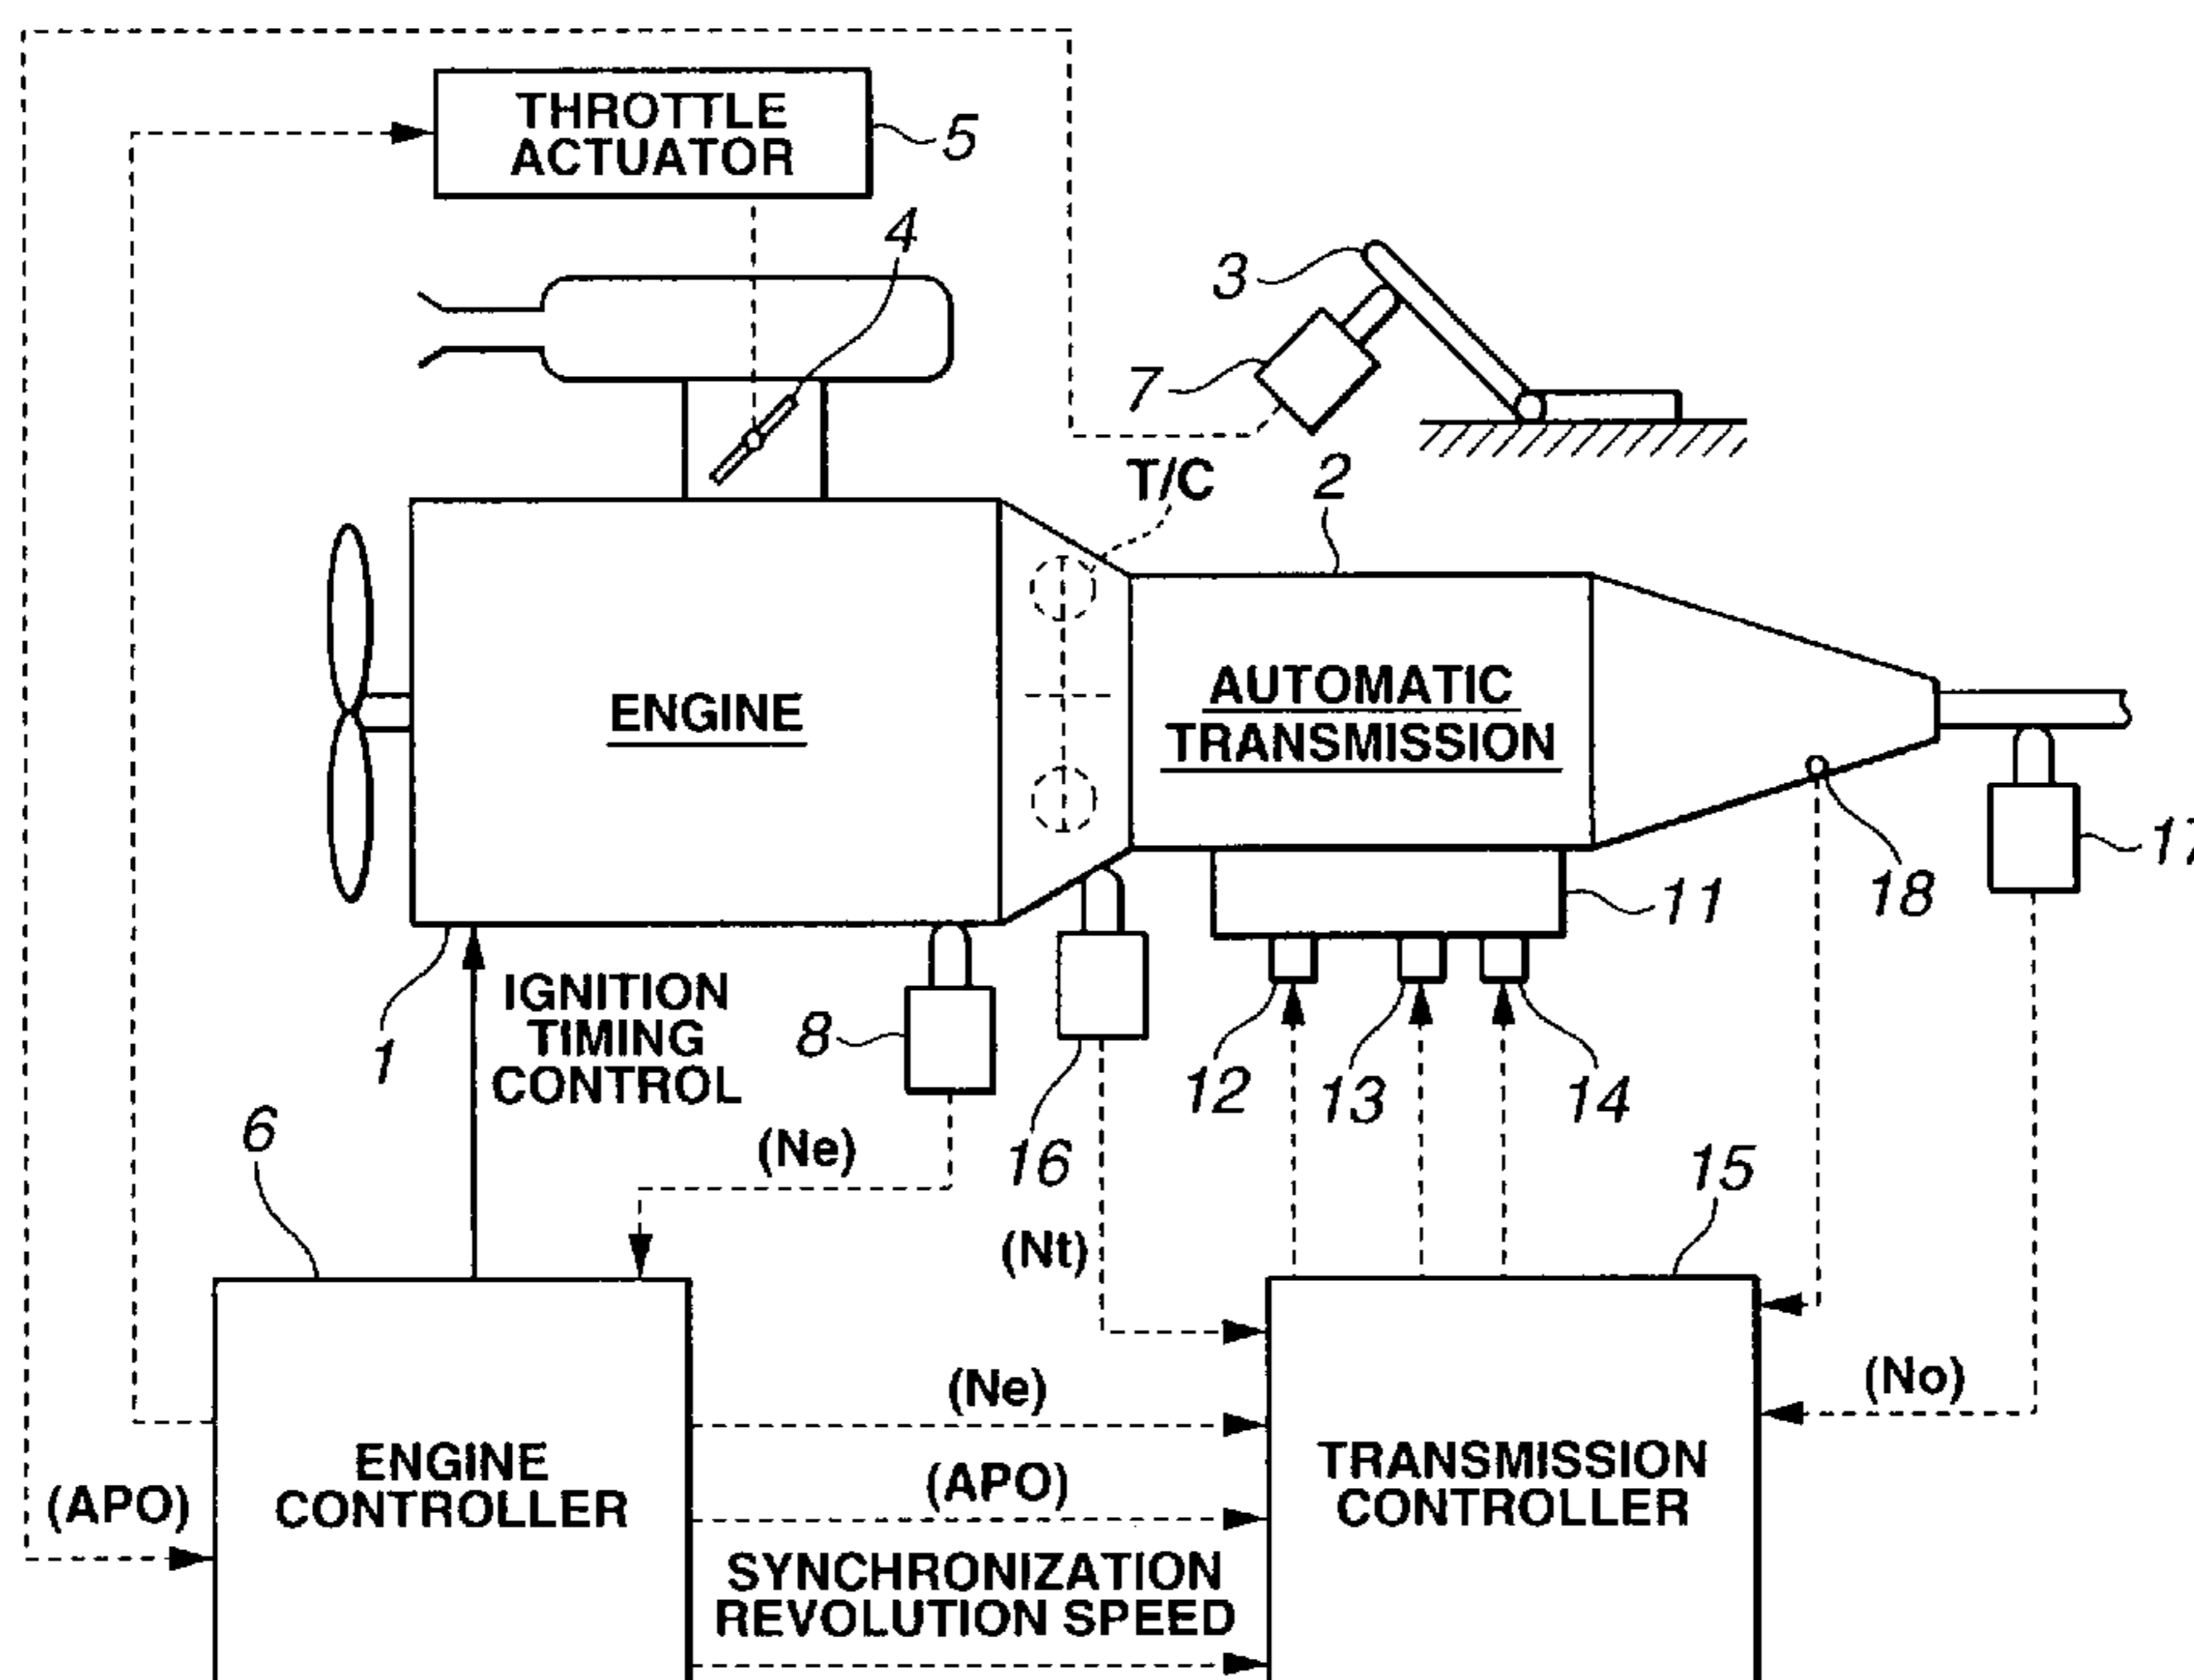 THROTTLE
ACTUATOR
5
4
3
7
T/C
2
ENGINE
AUTOMATIC
TRANSMISSION
17
18
11
IGNITION
TIMING
CONTROL
1
8
12
13
14
6
(Ne)
16
15
(Nt)
(Ne)
(No)
ENGINE
CONTROLLER
(APO)
(APO)
TRANSMISSION
CONTROLLER
SYNCHRONIZATION
REVOLUTION SPEED